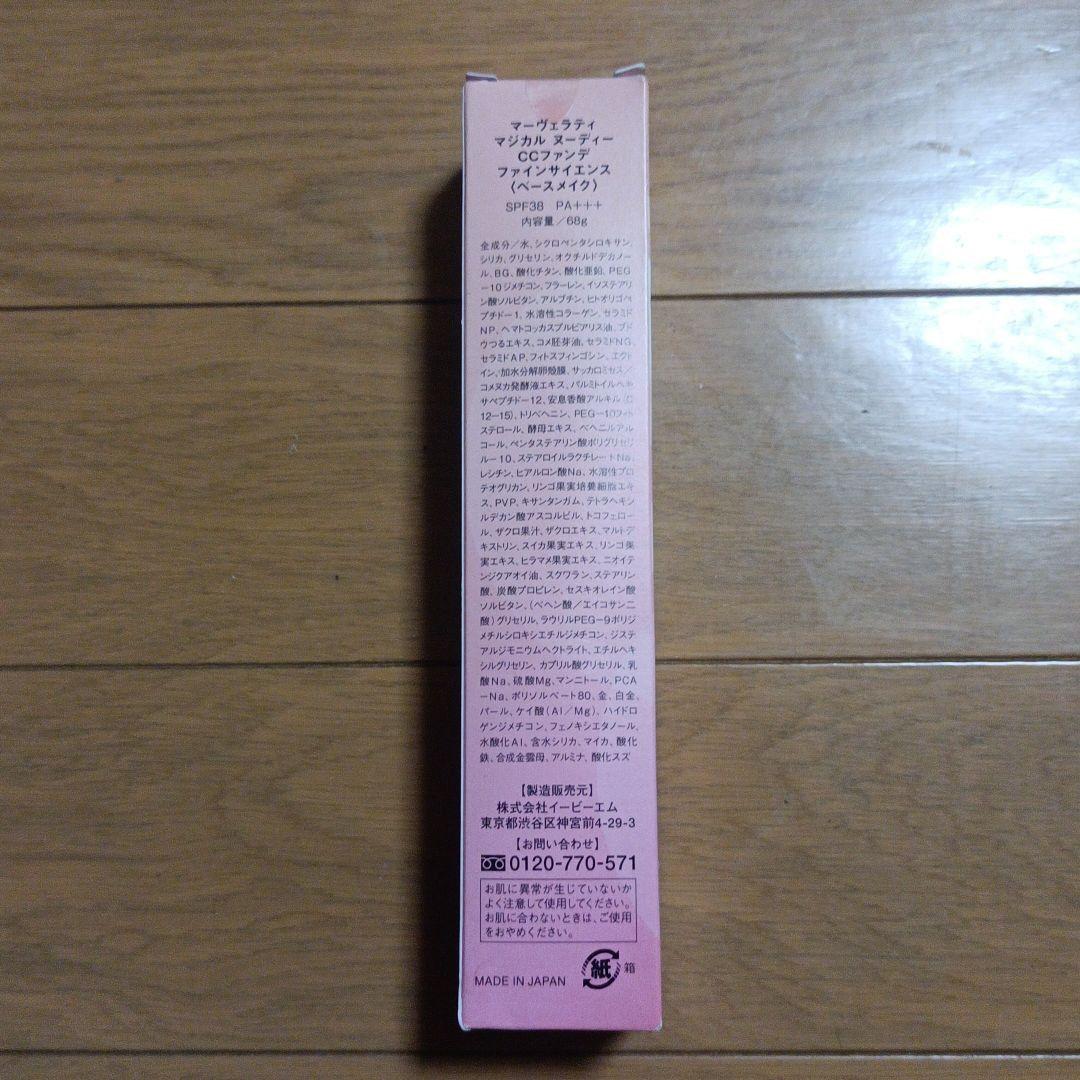 マーヴェラティ
マジカル ヌーディー
CCファンデ
ファインサイエンス
〈ベースメイク〉
SPF38 PA+++
内容量/68g
全成分/水、シクロペンタシロキサン、
シリカ、グリセリン、オクチルドデカノー
ル、BG、酸化チタン、酸化亜鉛、PEG
-10ジメチコン、フラーレン、イソステアリ
ン酸ソルビタン、アルブチン、ヒトオリゴペ
プチド-1、水溶性コラーゲン、セラミド
NP、ヘマトコッカスプルビアリス油、ブド
ウつるエキス、コメ胚芽油、セラミドNG、
セラミドAP、フィトスフィンゴシン、エクト
イン、加水分解卵殻膜、サッカロミセス/
コメヌカ発酵液エキス、パルミトイルヘキ
サペプチド-12、安息香酸アルキル(C
12-15)、トリベヘニン、PEG-10フィト
ステロール、酵母エキス、ベヘニルアル
コール、ペンタステアリン酸ポリグリセリ
ル-10、ステアロイルラクチレートNa、
レシチン、ヒアルロン酸Na、水溶性プロ
テオグリカン、リンゴ果実培養細胞エキ
ス、PVP、キサンタンガム、テトラヘキシ
ルデカン酸アスコルビル、トコフェロー
ル、ザクロ果汁、ザクロエキス、マルトデ
キストリン、スイカ果実エキス、リンゴ果
実エキス、ヒラマメ果実エキス、ニオイテ
ンジクアオイ油、スクワラン、ステアリン
酸、炭酸プロピレン、セスキオレイン酸
ソルビタン、(ベヘン酸/エイコサン二
酸)グリセリル、ラウリルPEG-9ポリジ
メチルシロキシエチルジメチコン、ジステ
アルジモニウムヘクトライト、エチルヘキ
シルグリセリン、カプリル酸グリセリル、乳
酸Na、硫酸Mg、マンニトール、PCA
-Na、ポリソルベート80、金、白金、
パール、ケイ酸(Al/Mg)、ハイドロ
ゲンジメチコン、フェノキシエタノール、
水酸化Al、含水シリカ、マイカ、酸化
鉄、合成金雲母、アルミナ、酸化スズ
【製造販売元】
株式会社イービーエム
東京都渋谷区神宮前4-29-3
【お問い合わせ】
0120-770-571
お肌に異常が生じていないか
よく注意して使用してください。
お肌に合わないときは、ご使用
をおやめください。
MADE IN JAPAN
紙 箱